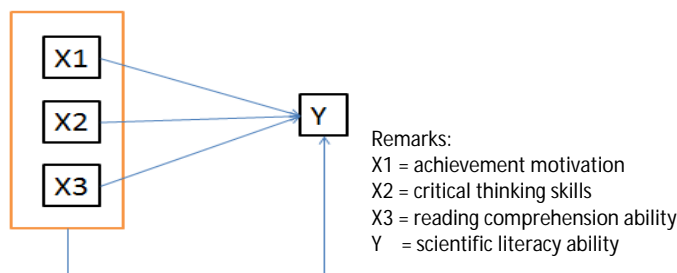 X1
X2
X3
Y
Remarks:
X1 = achievement motivation
X2 = critical thinking skills
X3 = reading comprehension ability
Y = scientific literacy ability